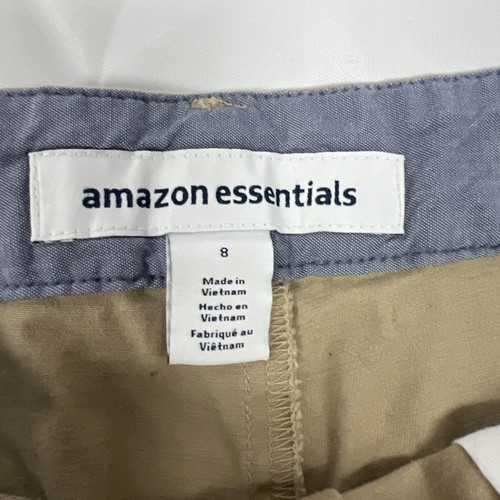 amazon essentials
8
Made in
Vietnam
Hecho en
Vietnam
Fabriqué au
Viêtnam